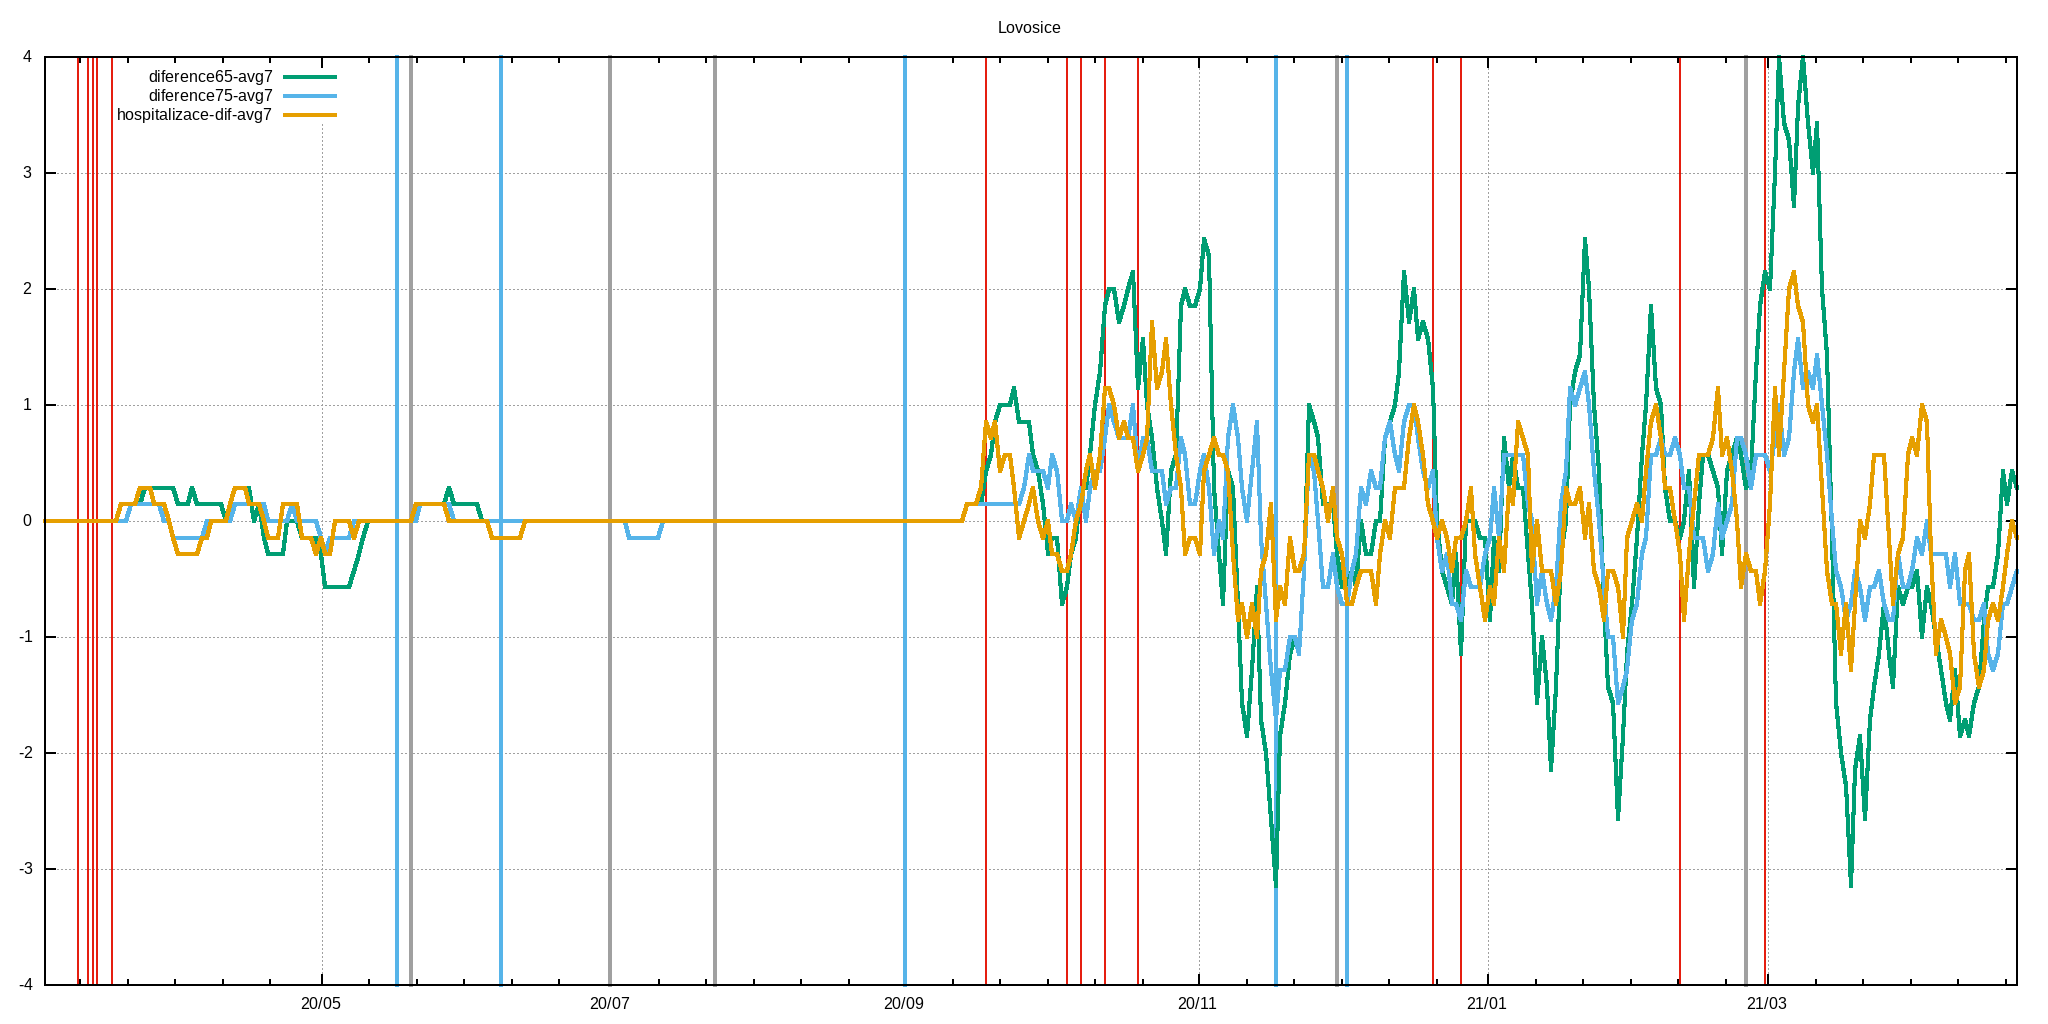 Lovosice
diference65-avg7
diference75-avg7
hospitalizace-dif-avg7
4
3
2
1
0
-1
-2
-3
-4
20/05 20/07 20/09 20/11 21/01 21/03